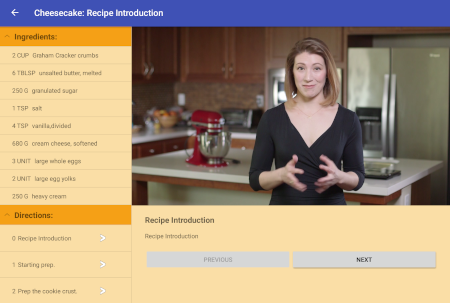 Cheesecake: Recipe Introduction
Ingredients:
2 CUP Graham Cracker crumbs
6 TBLSP unsalted butter, melted
250 G granulated sugar
1 TSP salt
4 TSP vanilla,divided
680 G cream cheese, softened
3 UNIT large whole eggs
2 UNIT large egg yolks
250 G heavy cream
Directions:
0 Recipe Introduction
1 Starting prep.
2 Prep the cookie crust.
Recipe Introduction
Recipe Introduction
PREVIOUS
NEXT